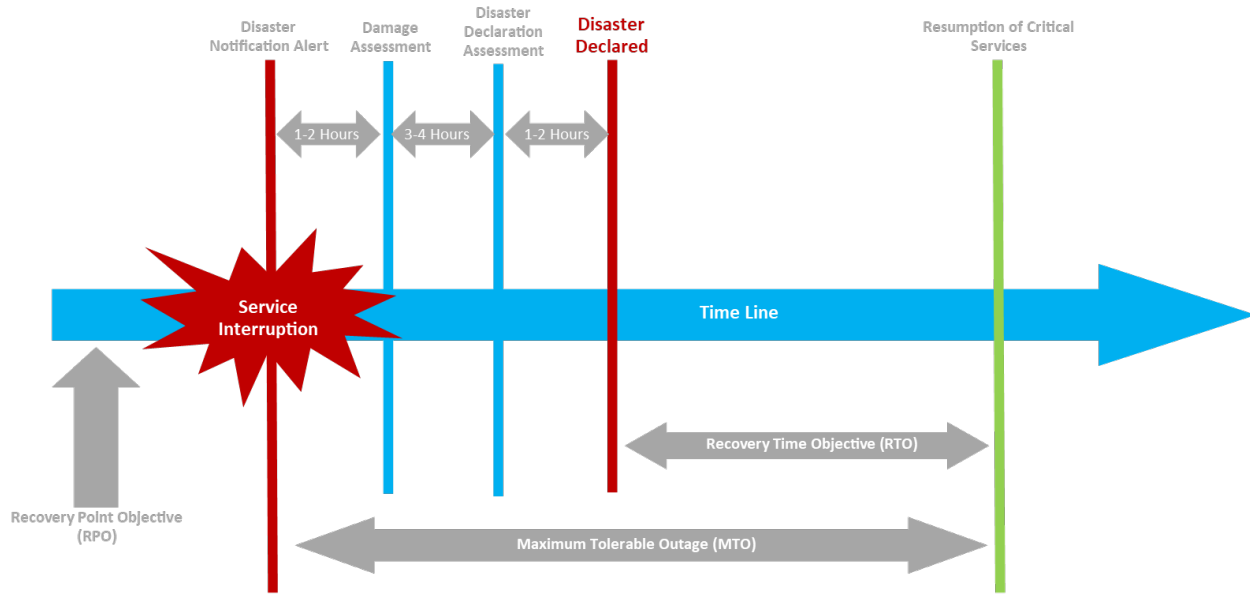 Disaster
Notification Alert
Damage
Assessment
Disaster
Declaration
Assessment
Disaster
Declared
Resumption of Critical
Services
1-2 Hours
3-4 Hours
1-2 Hours
Service
Interruption
Time Line
Recovery Time Objective (RTO)
Recovery Point Objective
(RPO)
Maximum Tolerable Outage (MTO)